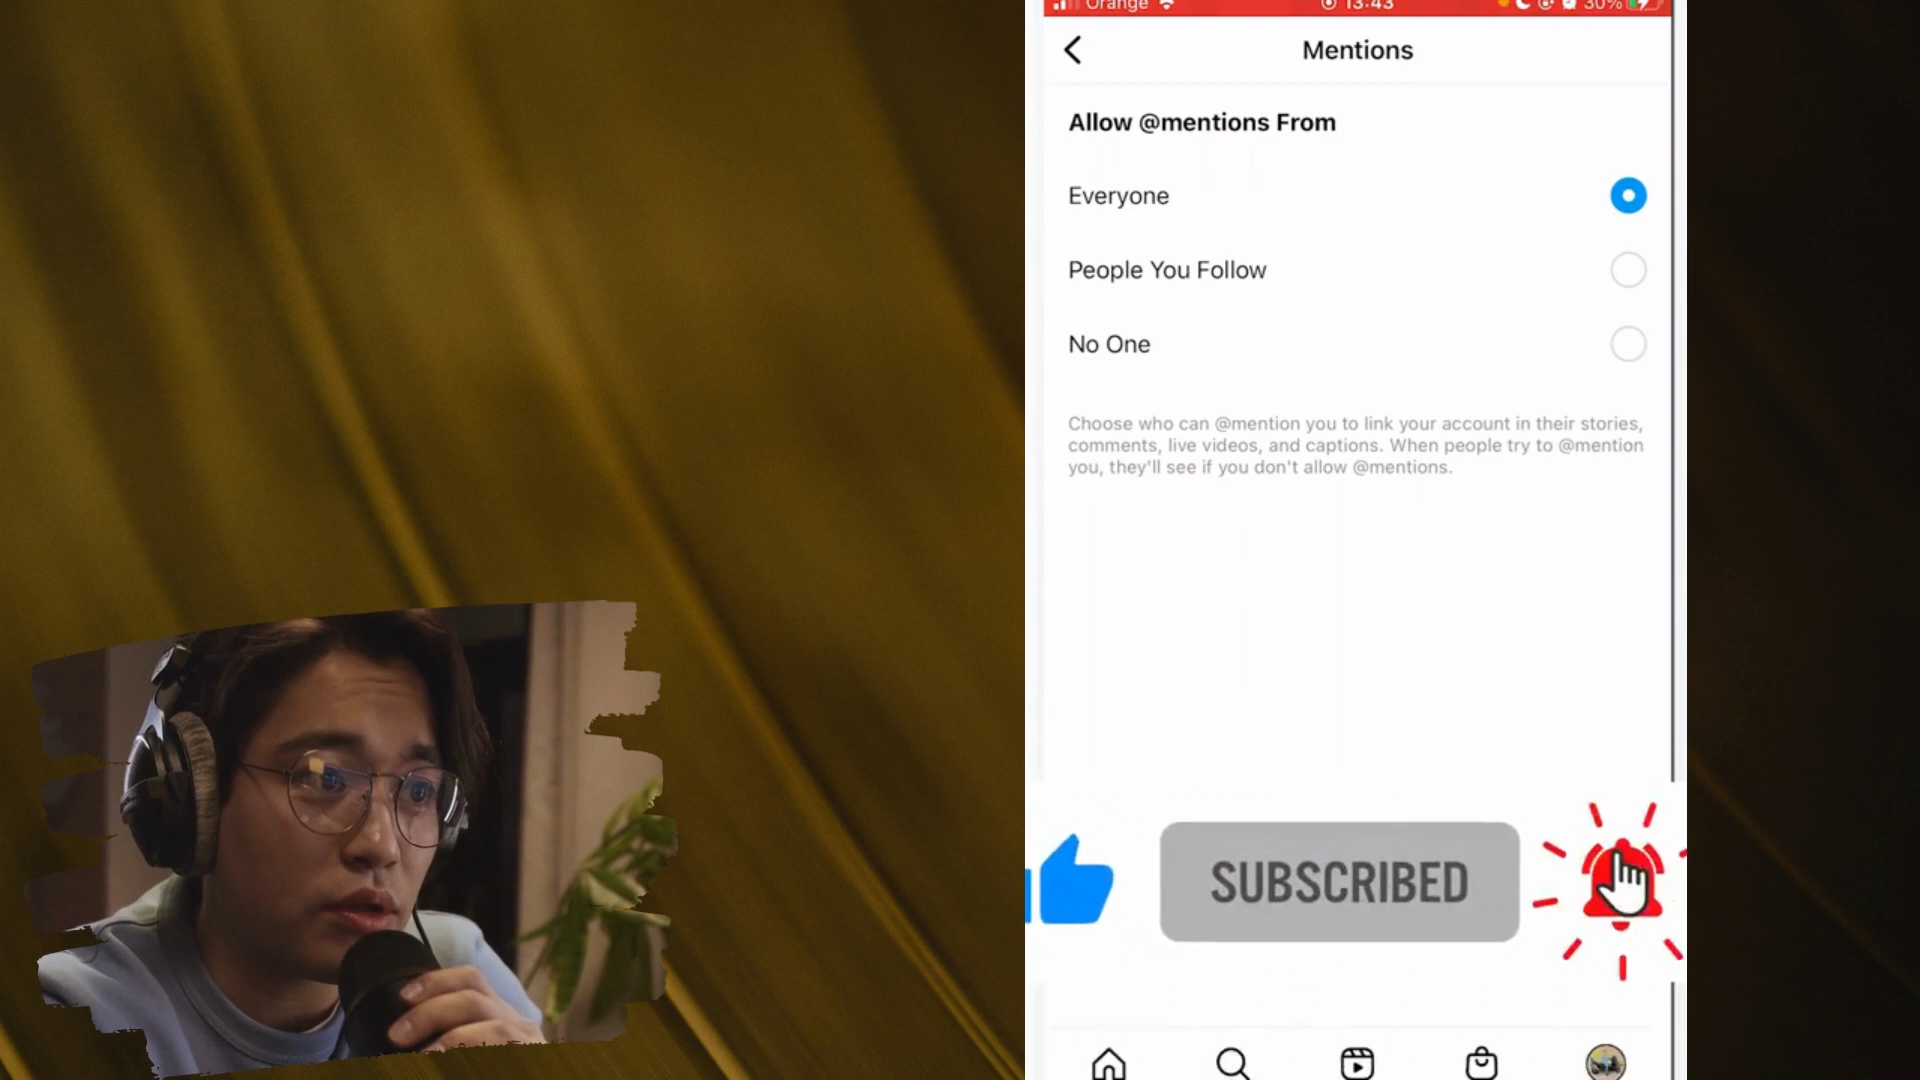 Orange 13:43 30%
Mentions
Allow @mentions From
Everyone
People You Follow
No One
Choose who can @mention you to link your account in their stories,
comments, live videos, and captions. When people try to @mention
you, they'll see if you don't allow @mentions.
SUBSCRIBED